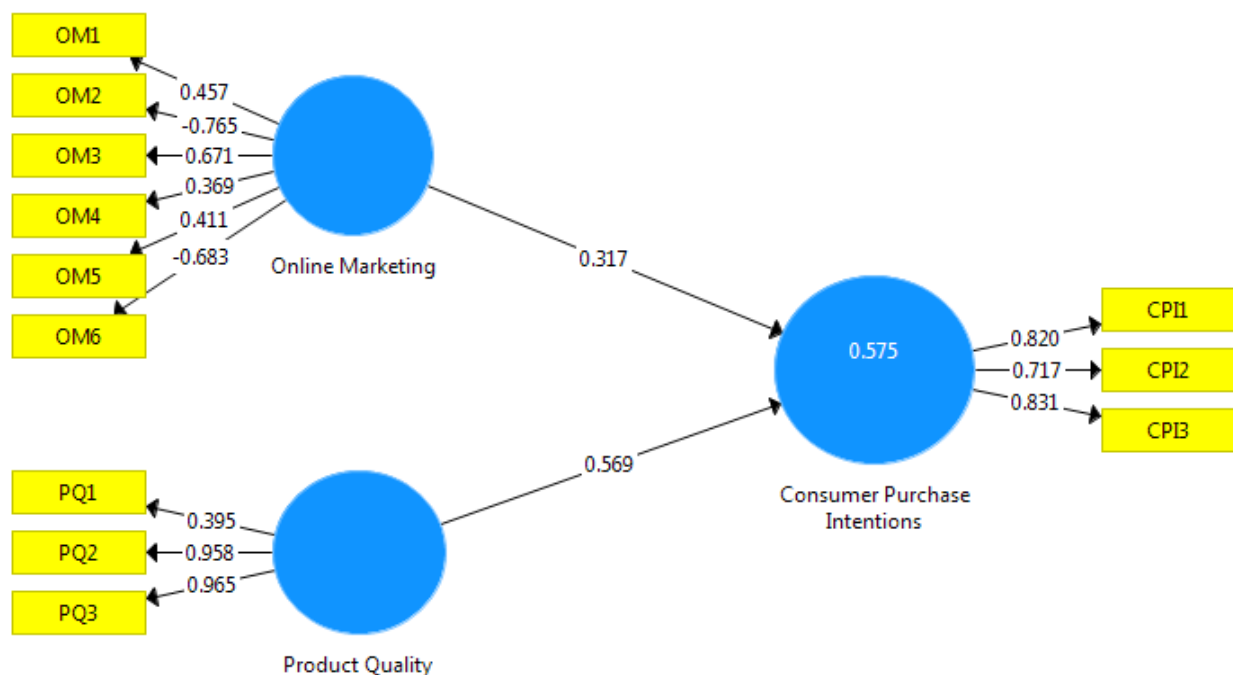 OM1
0.457
OM2
-0.765
OM3
0.671
OM4
0.369
OM5
0.411
OM6
-0.683
Online Marketing
0.317
PQ1
0.395
PQ2
0.958
PQ3
0.965
Product Quality
0.569
0.575
Consumer Purchase
Intentions
CPI1
0.820
CPI2
0.717
CPI3
0.831